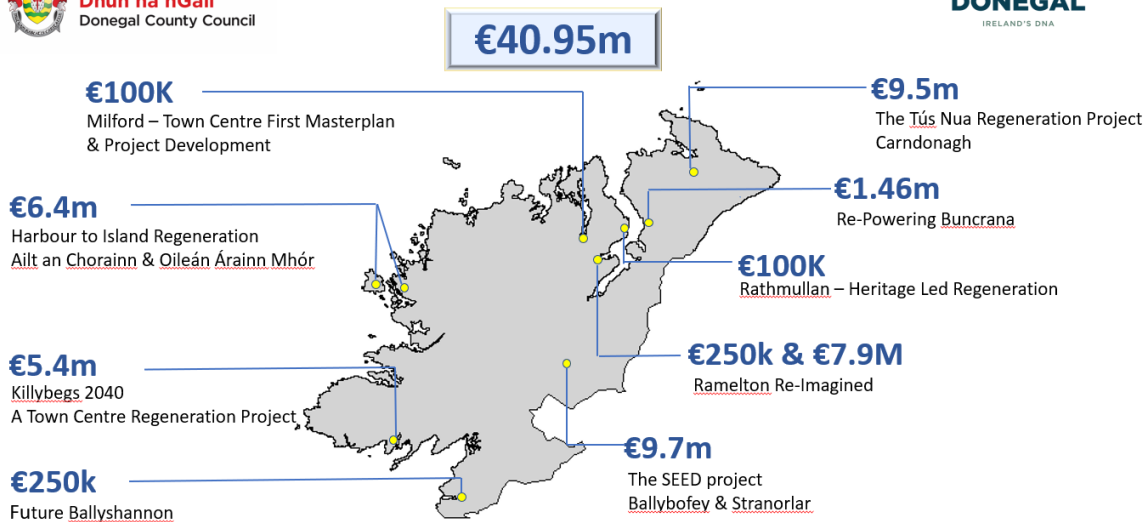 Dhún na nGall
Donegal County Council
DONEGAL
IRELAND'S DNA
€40.95m
€100K
Milford – Town Centre First Masterplan
& Project Development
€9.5m
The Tús Nua Regeneration Project
Carndonagh
€6.4m
Harbour to Island Regeneration
Ailt an Chorainn & Oileán Árainn Mhór
€1.46m
Re-Powering Buncrana
€100K
Rathmullan – Heritage Led Regeneration
€5.4m
Killybegs 2040
A Town Centre Regeneration Project
€250k & €7.9M
Ramelton Re-Imagined
€250k
Future Ballyshannon
€9.7m
The SEED project
Ballybofey & Stranorlar